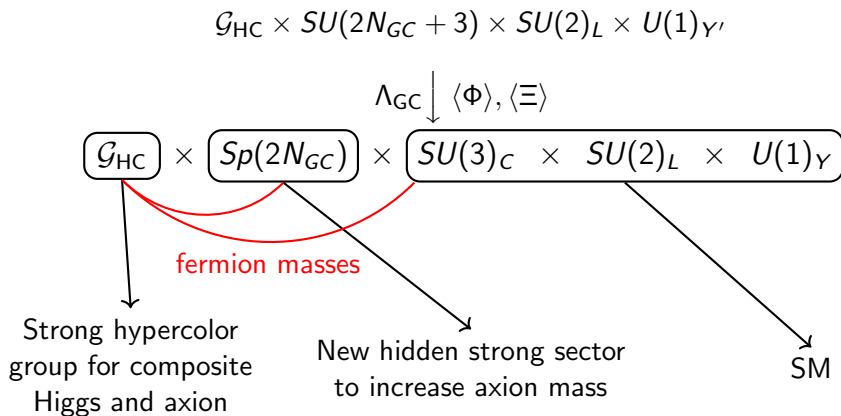 𝒢_HC × SU(2N_GC + 3) × SU(2)_L × U(1)_Y′
Λ_GC ⟨Φ⟩, ⟨Ξ⟩
𝒢_HC × Sp(2N_GC) × SU(3)_C × SU(2)_L × U(1)_Y
fermion masses
Strong hypercolor
group for composite
Higgs and axion
New hidden strong sector
to increase axion mass
SM